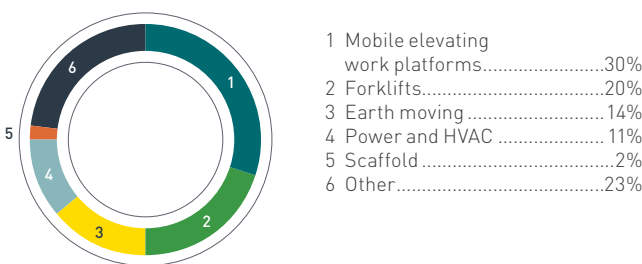 1 Mobile elevating
work platforms........................30%
2 Forklifts....................................20%
3 Earth moving...........................14%
4 Power and HVAC......................11%
5 Scaffold......................................2%
6 Other.........................................23%
1
2
3
4
5
6